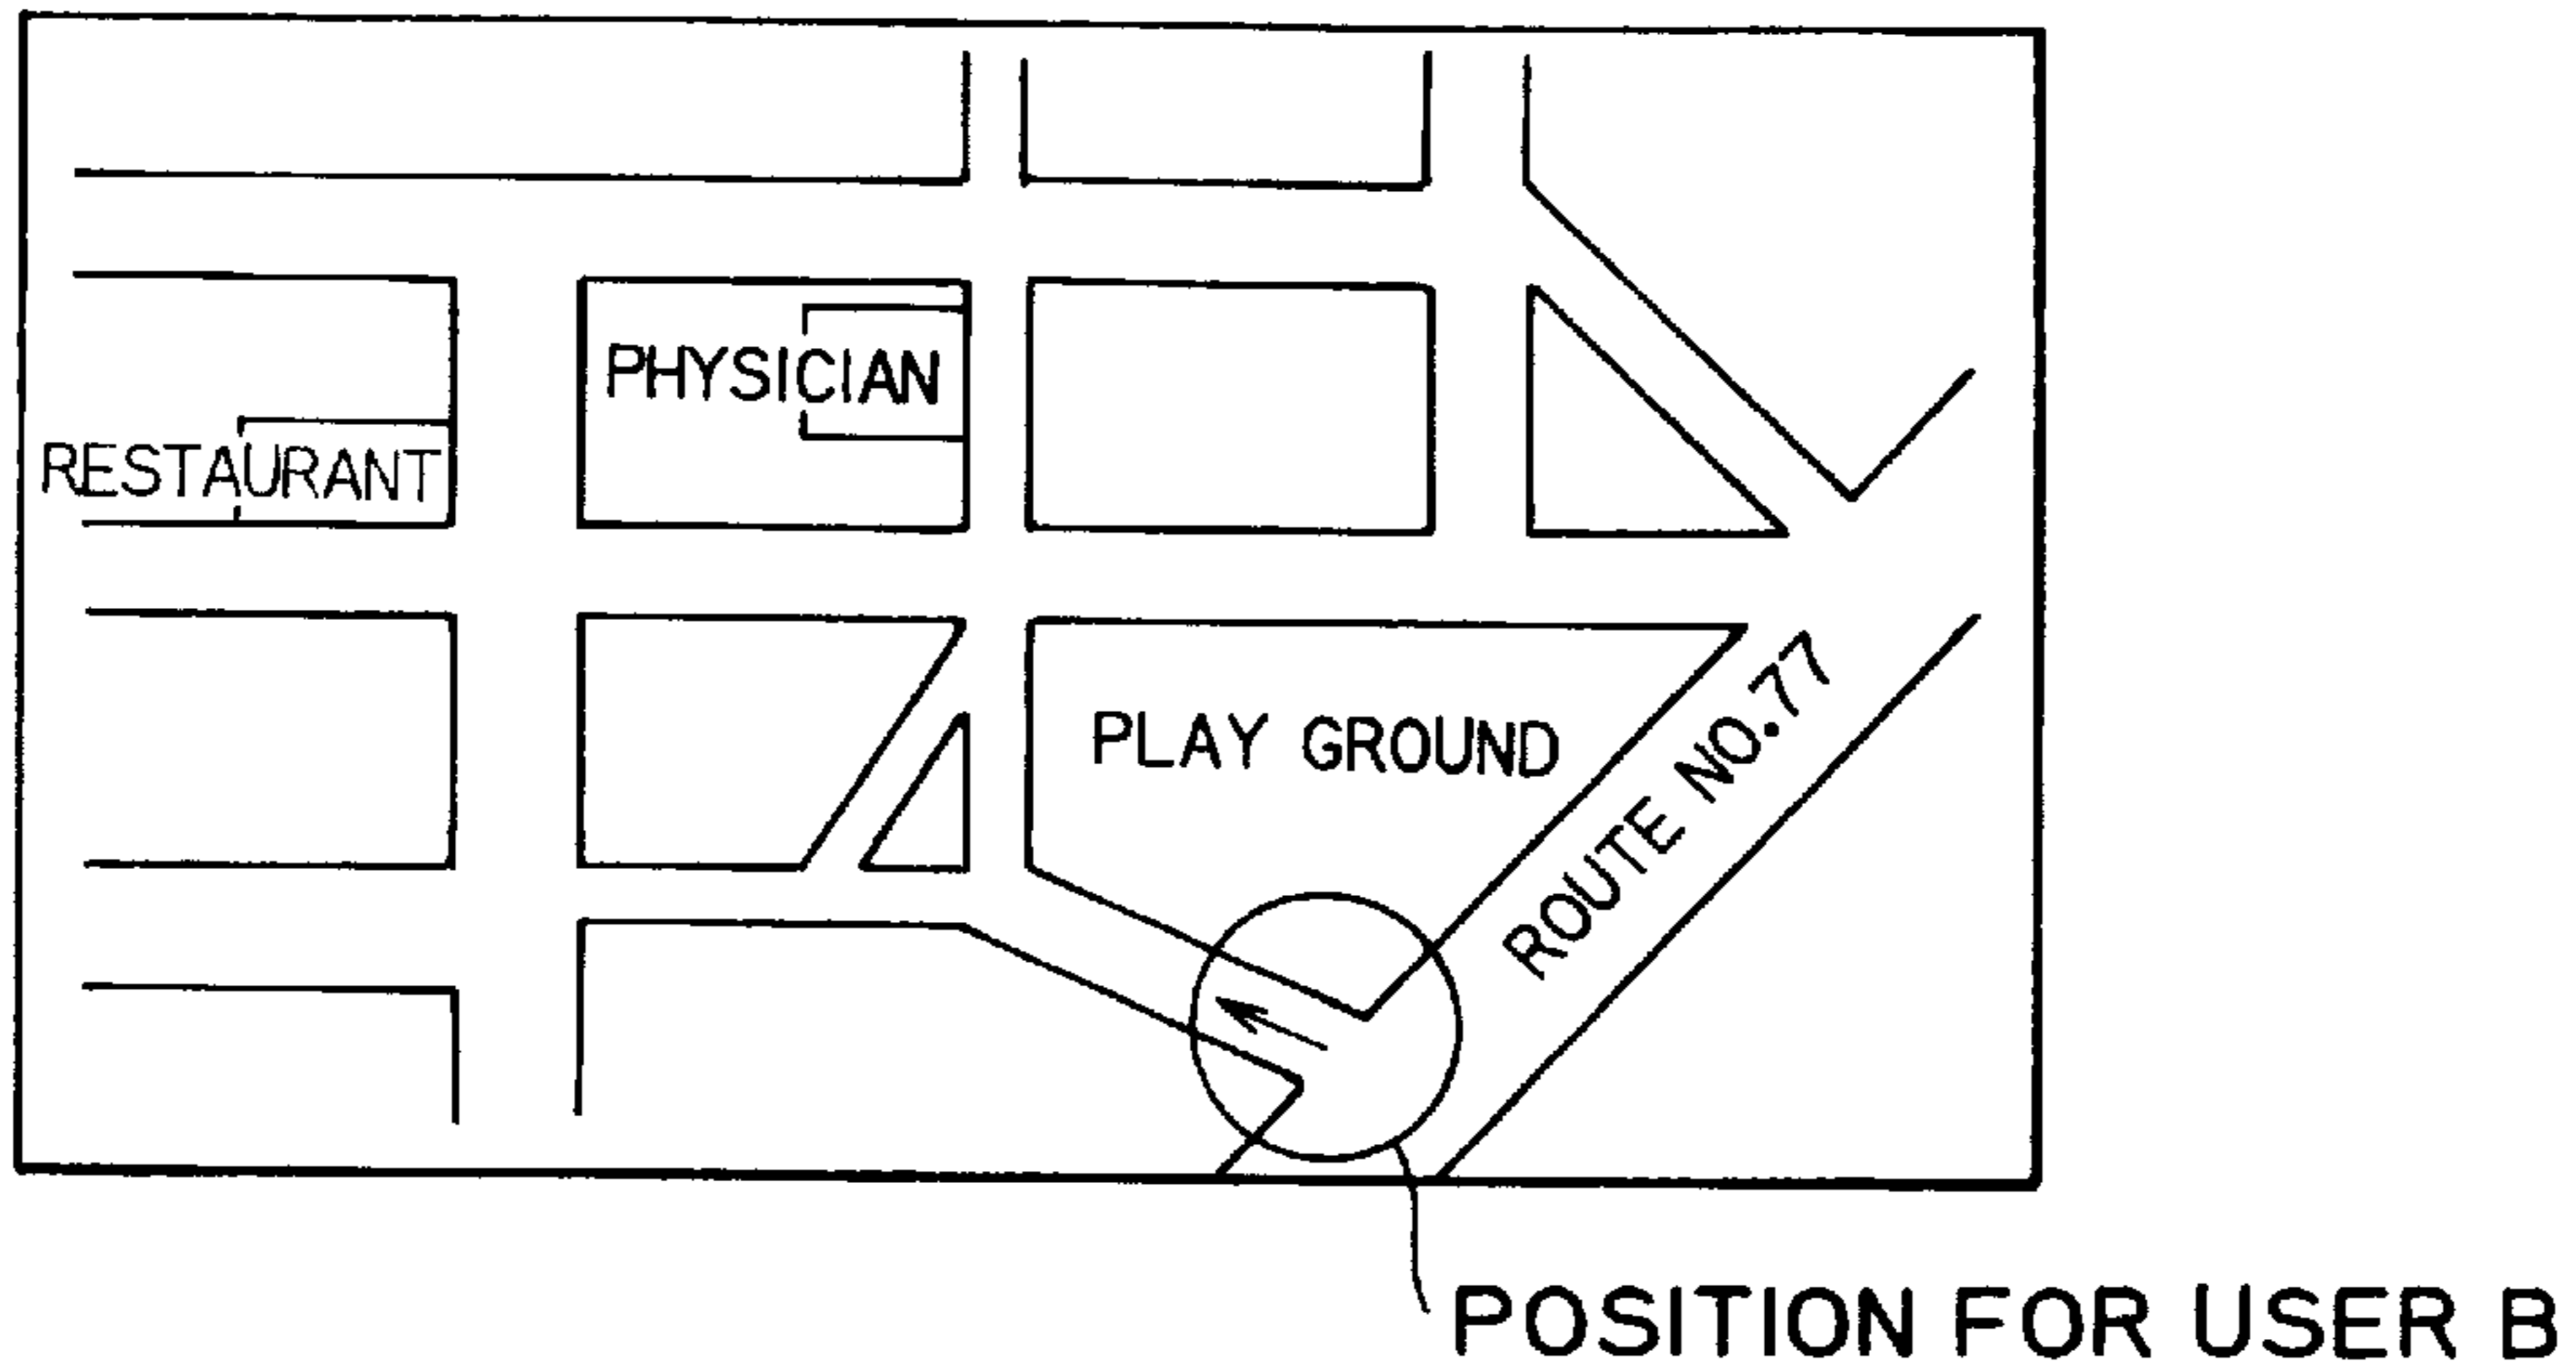 PHYSICIAN
RESTAURANT
PLAY GROUND
ROUTE NO.77
POSITION FOR USER B